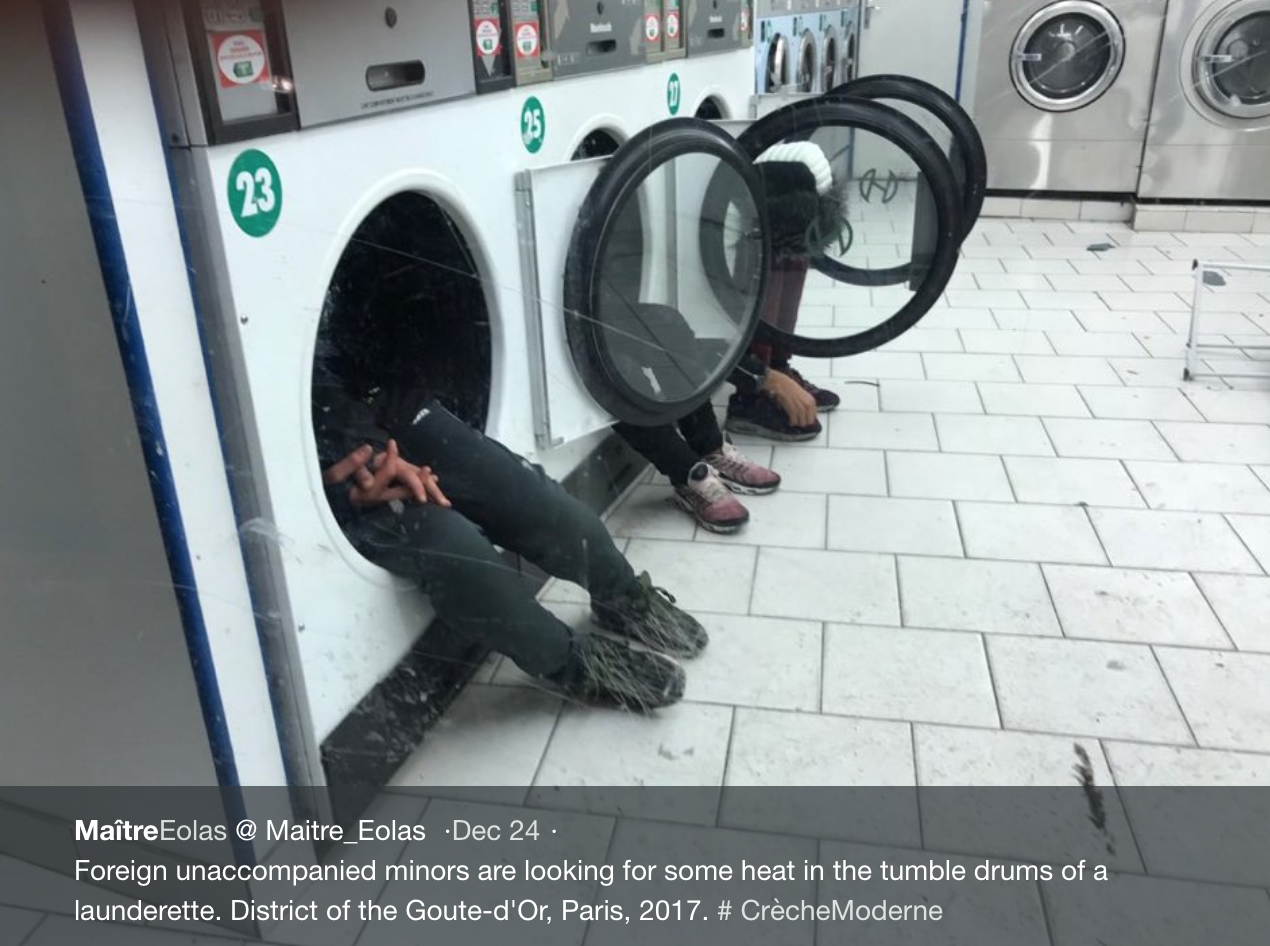 23
25
27
MaîtreEolas @ Maitre_Eolas ·Dec 24 ·
Foreign unaccompanied minors are looking for some heat in the tumble drums of a
launderette. District of the Goute-d'Or, Paris, 2017. # CrècheModerne